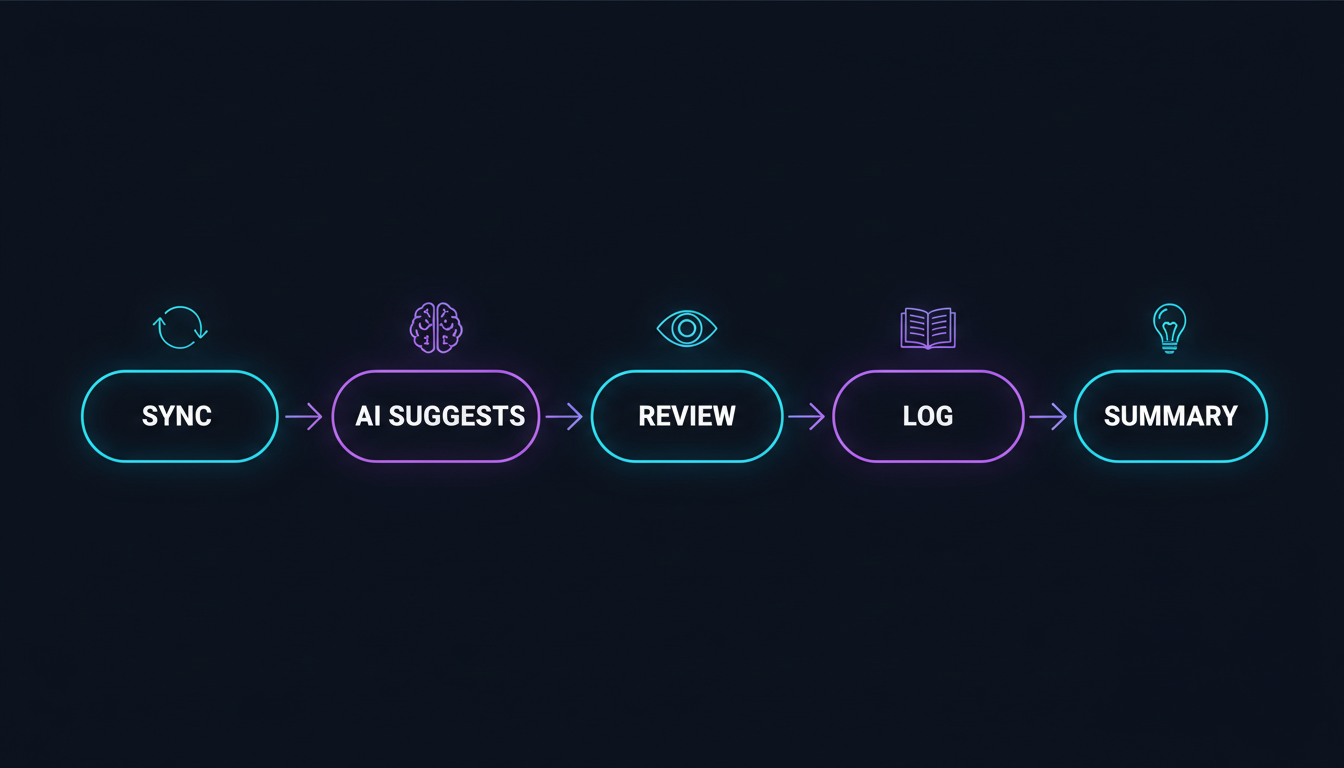 SYNC
AI SUGGESTS
REVIEW
LOG
SUMMARY